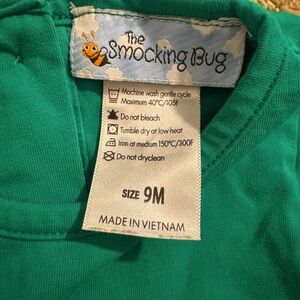 The
Smocking Bug
Machine wash gentle cycle
Maximum 40°C/105F
Do not bleach
Tumble dry at low heat
Iron at medium 150°C/300F
Do not dryclean
SIZE 9M
MADE IN VIETNAM